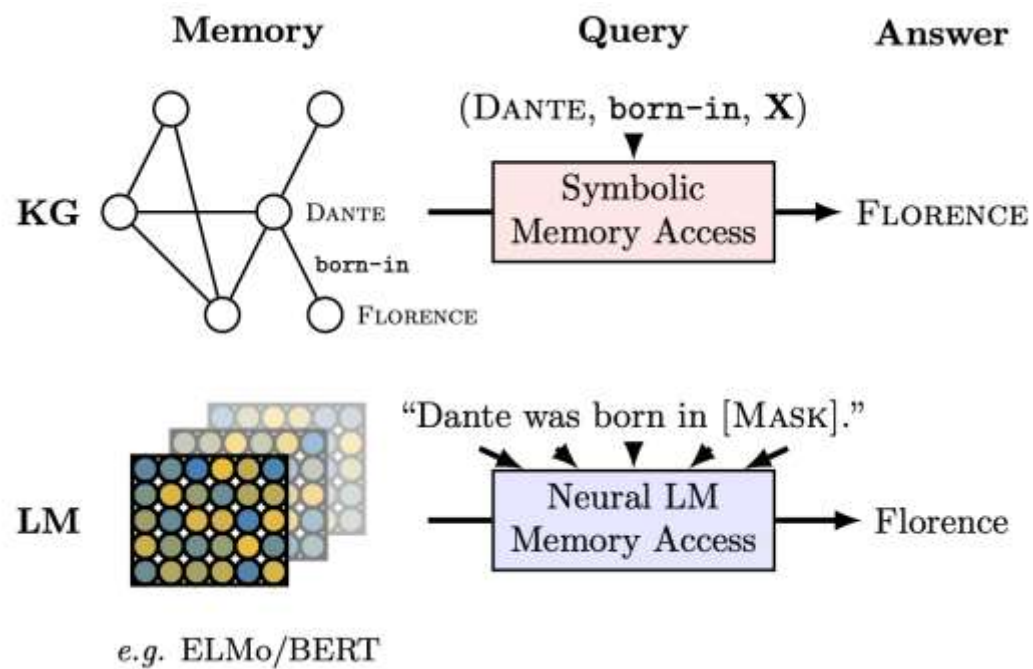 Memory Query Answer
(DANTE, born-in, X)
KG DANTE Symbolic
Memory Access FLORENCE
born-in
FLORENCE
“Dante was born in [MASK].”
LM Neural LM
Memory Access Florence
e.g. ELMo/BERT